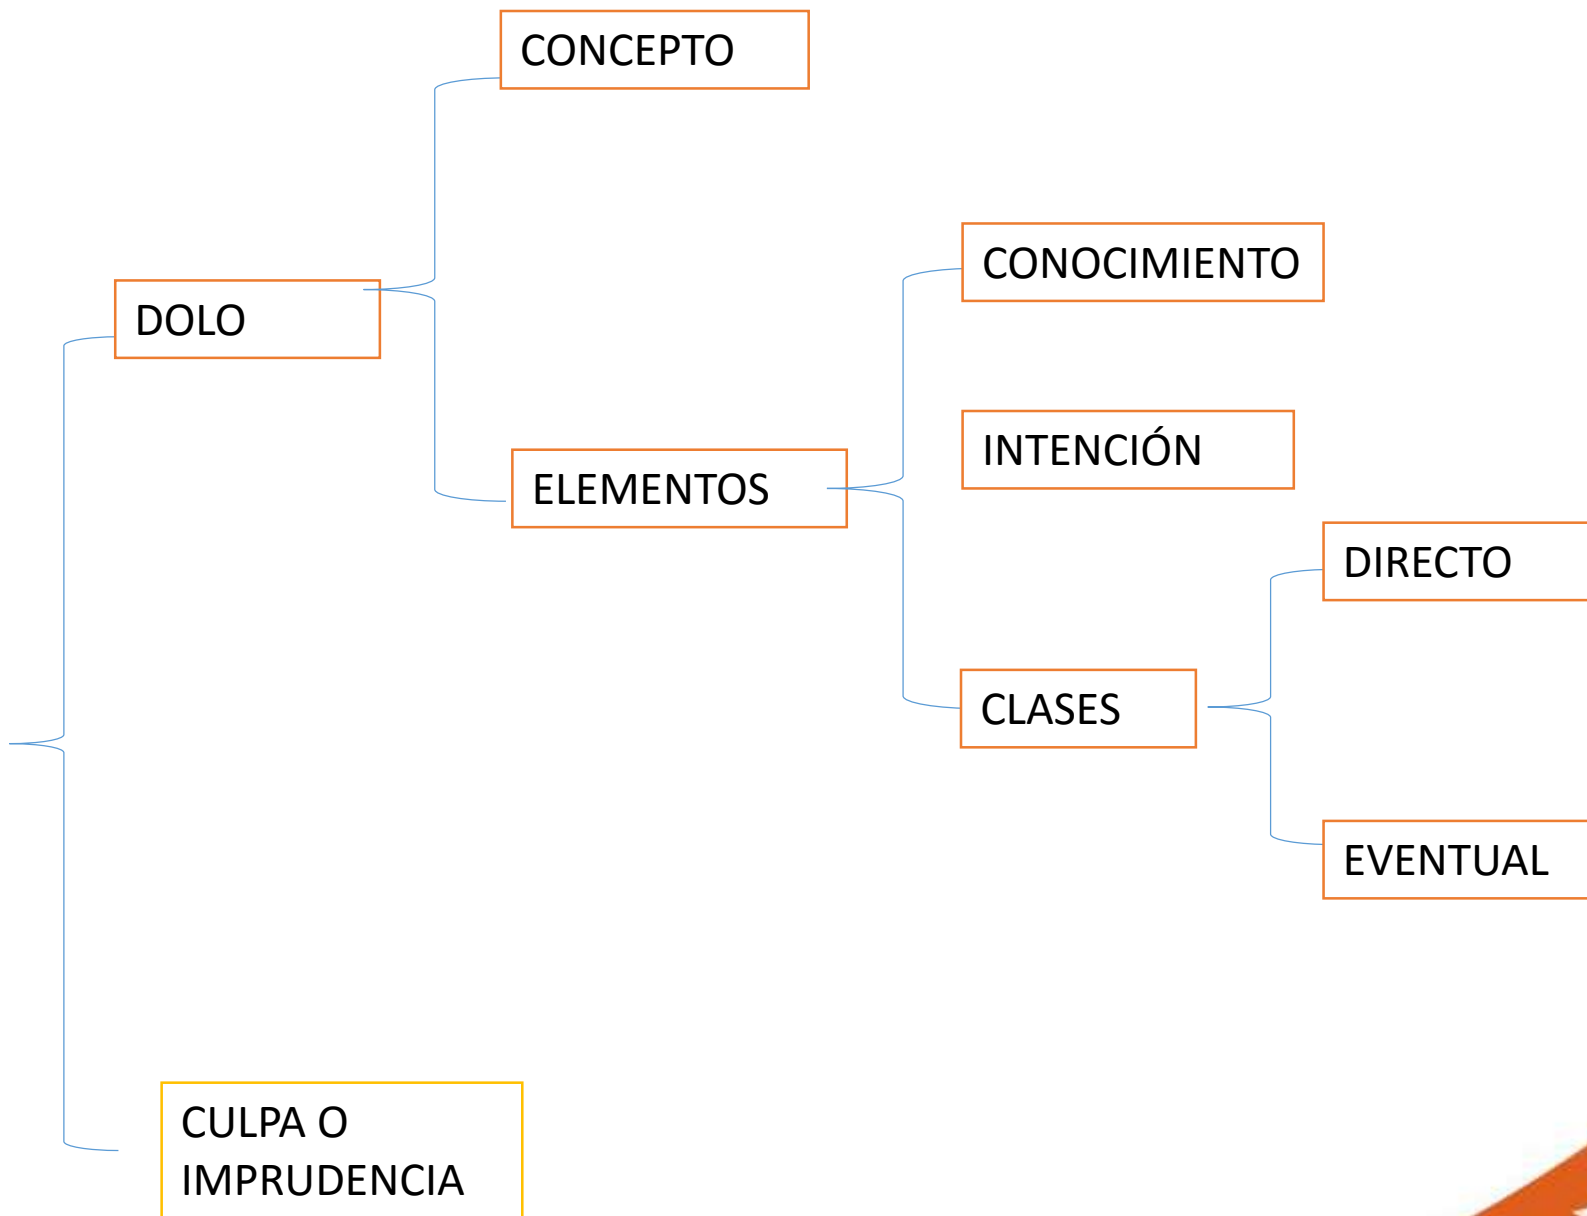 CONCEPTO
CONOCIMIENTO
DOLO
INTENCIÓN
ELEMENTOS
DIRECTO
CLASES
EVENTUAL
CULPA O
IMPRUDENCIA